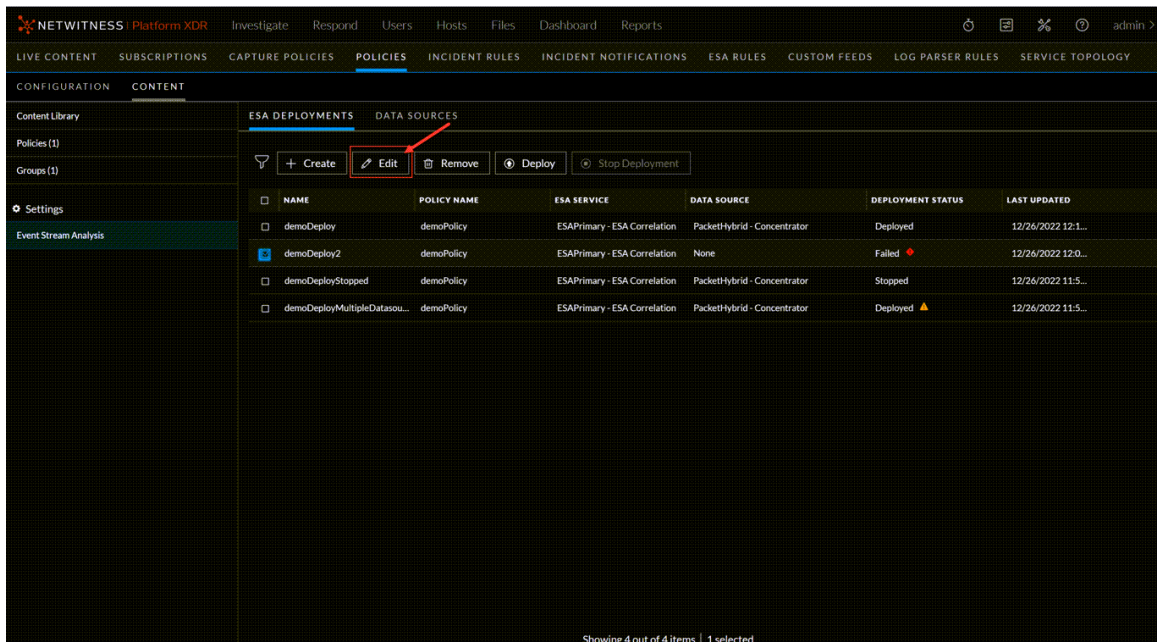 NETWITNESS Platform XDR Investigate Respond Users Hosts Files Dashboard Reports admin >
LIVE CONTENT SUBSCRIPTIONS CAPTURE POLICIES POLICIES INCIDENT RULES INCIDENT NOTIFICATIONS ESA RULES CUSTOM FEEDS LOG PARSER RULES SERVICE TOPOLOGY
CONFIGURATION CONTENT
Content Library
Policies (1)
Groups (1)
Settings
Event Stream Analysis
ESA DEPLOYMENTS DATA SOURCES
+ Create Edit Remove Deploy Stop Deployment
NAME POLICY NAME ESA SERVICE DATA SOURCE DEPLOYMENT STATUS LAST UPDATED
demoDeploy demoPolicy ESAPrimary - ESA Correlation PacketHybrid - Concentrator Deployed 12/26/2022 12:1...
demoDeploy2 demoPolicy ESAPrimary - ESA Correlation None Failed 12/26/2022 12:0...
demoDeployStopped demoPolicy ESAPrimary - ESA Correlation PacketHybrid - Concentrator Stopped 12/26/2022 11:5...
demoDeployMultipleDatasou... demoPolicy ESAPrimary - ESA Correlation PacketHybrid - Concentrator Deployed 12/26/2022 11:5...
Showing 4 out of 4 items | 1 selected